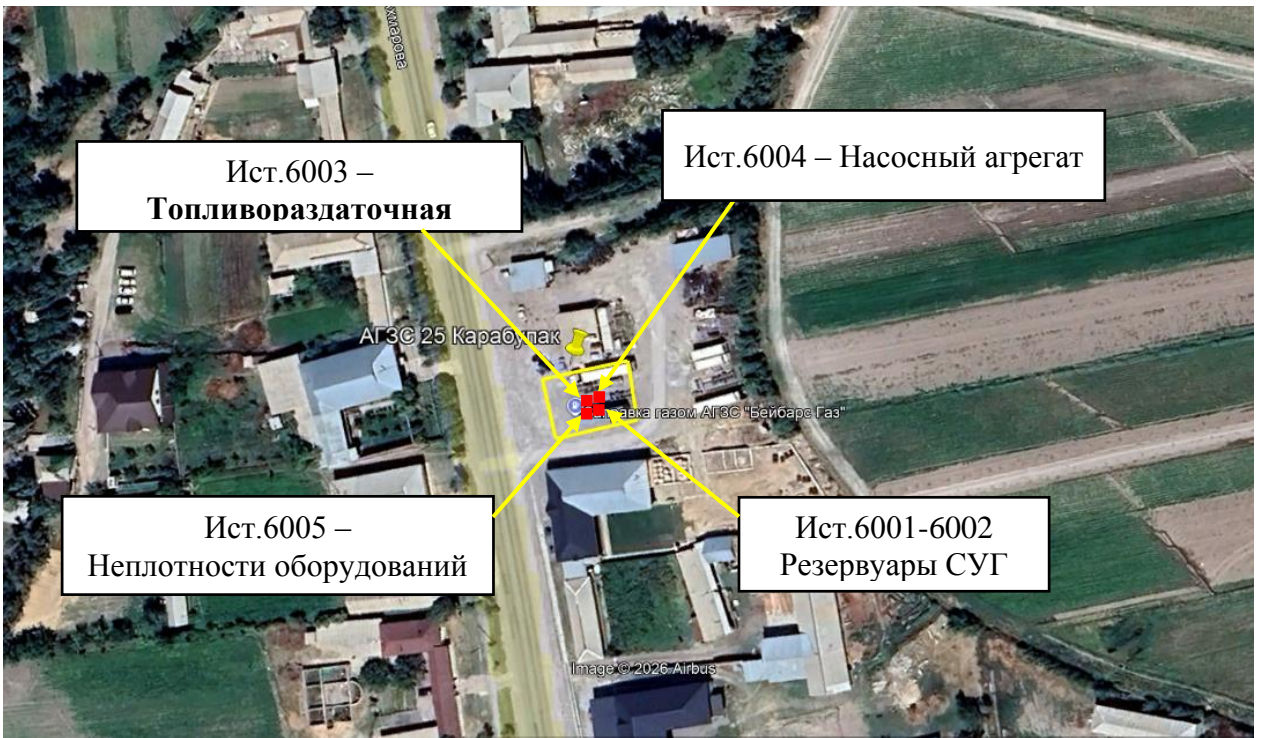 Ист.6003 –
Топливораздаточная
Ист.6004 – Насосный агрегат
АГЗС 25 Карабулак
газом АГЗС "Бейбарс Газ"
Ист.6005 –
Неплотности оборудований
Ист.6001-6002
Резервуары СУГ
Image © 2026 Airbus